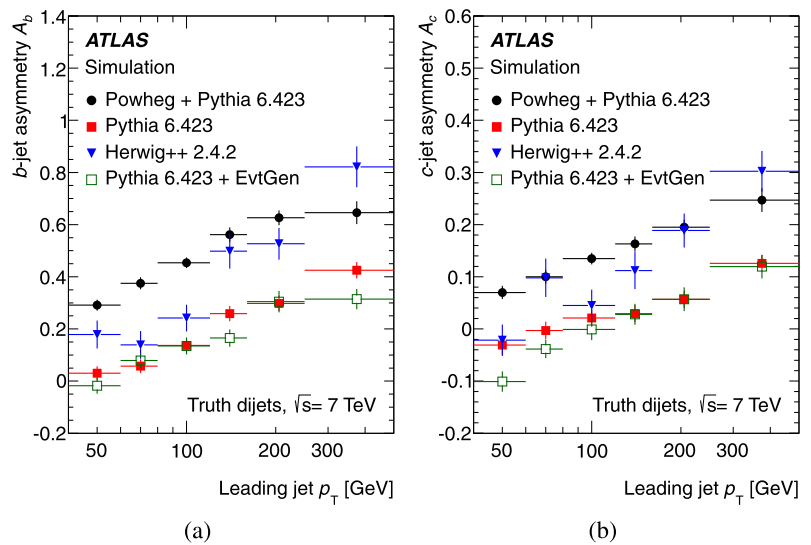 b-jet asymmetry A_b
1.4
1.2
1
0.8
0.6
0.4
0.2
0
-0.2
ATLAS
Simulation
Powheg + Pythia 6.423
Pythia 6.423
Herwig++ 2.4.2
Pythia 6.423 + EvtGen
Truth dijets, √s= 7 TeV
50 100 200 300
Leading jet p_T [GeV]
(a)
c-jet asymmetry A_c
0.6
0.5
0.4
0.3
0.2
0.1
0
-0.1
-0.2
ATLAS
Simulation
Powheg + Pythia 6.423
Pythia 6.423
Herwig++ 2.4.2
Pythia 6.423 + EvtGen
Truth dijets, √s= 7 TeV
50 100 200 300
Leading jet p_T [GeV]
(b)